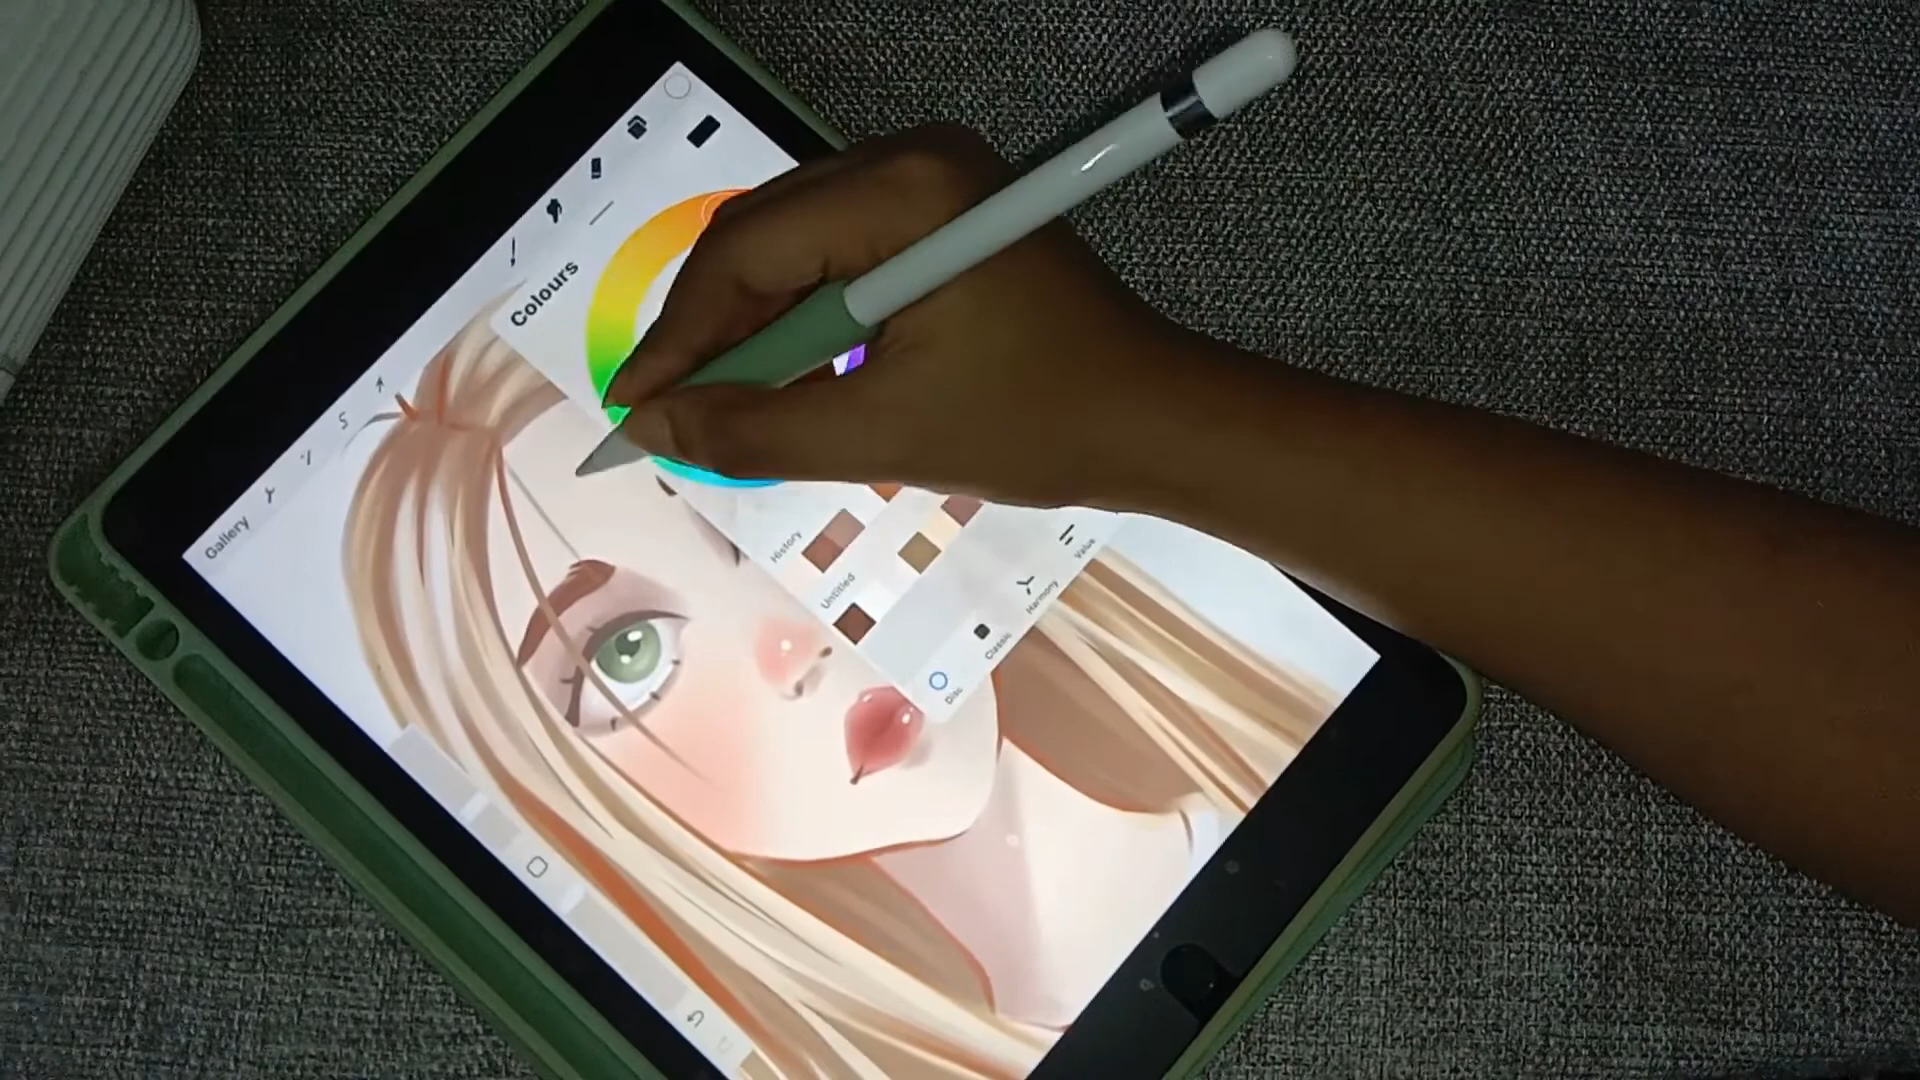 Gallery
Colours
History
Untitled
Disc
Classic
Harmony
Value